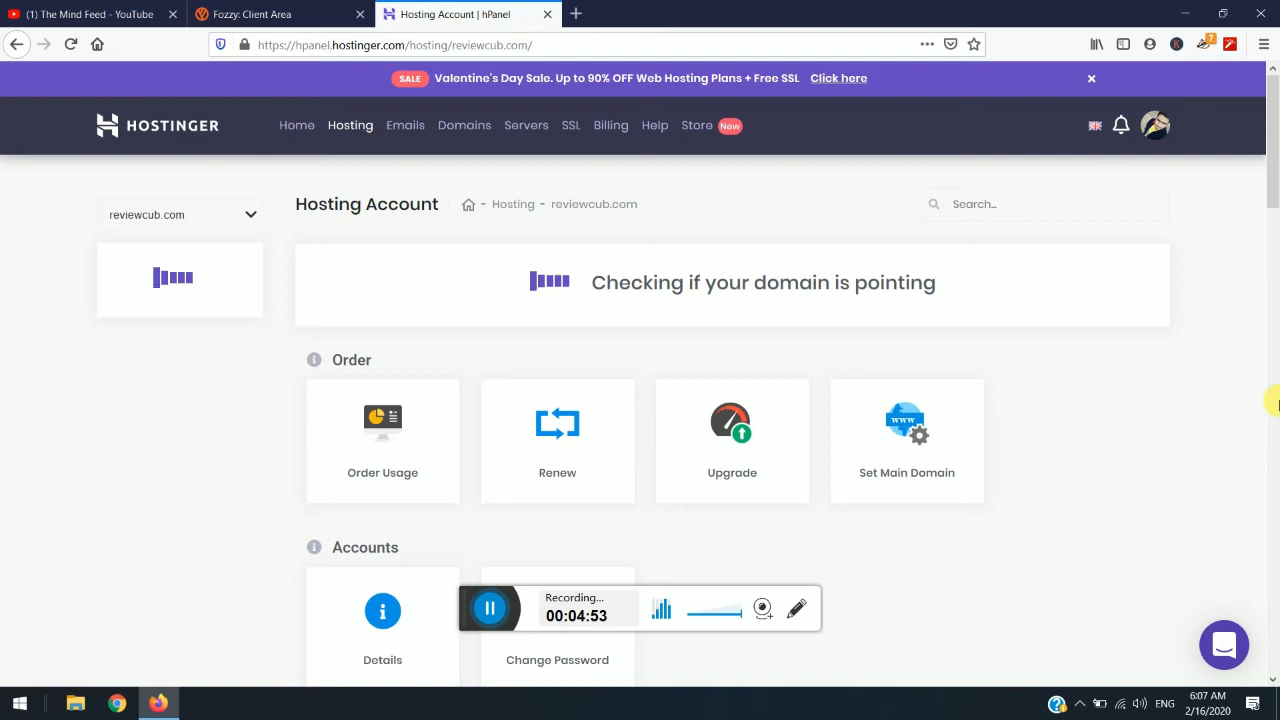 (1) The Mind Feed - YouTube
Fozzy: Client Area
Hosting Account | hPanel
https://hpanel.hostinger.com/hosting/reviewcub.com/
7
SALE Valentine's Day Sale. Up to 90% OFF Web Hosting Plans + Free SSL Click here
HOSTINGER
Home Hosting Emails Domains Servers SSL Billing Help Store Now
reviewcub.com
Hosting Account - Hosting - reviewcub.com
Search...
Checking if your domain is pointing
Order
www
Order Usage
Renew
Upgrade
Set Main Domain
Accounts
Recording...
00:04:53
Details
Change Password
ENG
6:07 AM
2/16/2020